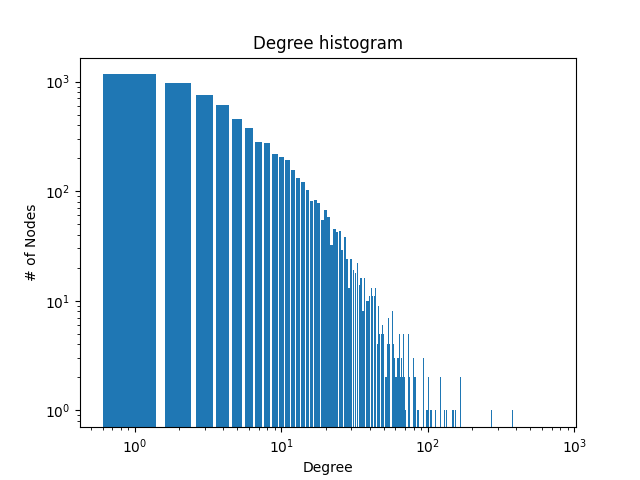 Degree histogram
# of Nodes
10³
10²
10¹
10⁰
10⁰ 10¹ 10² 10³
Degree